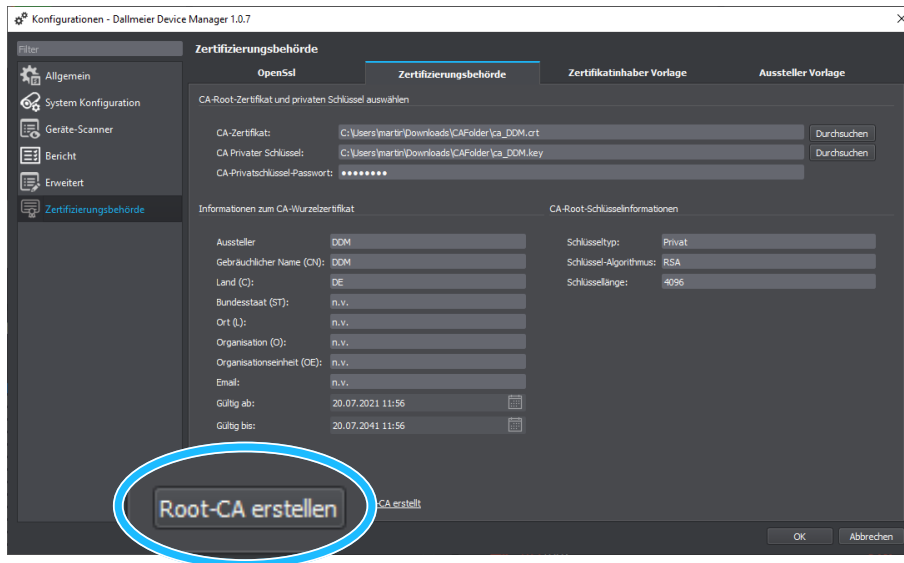 Konfigurationen - Dallmeier Device Manager 1.0.7
Filter
Allgemein
System Konfiguration
Geräte-Scanner
Bericht
Erweitert
Zertifizierungsbehörde
Zertifizierungsbehörde
OpenSsl Zertifizierungsbehörde Zertifikatinhaber Vorlage Aussteller Vorlage
CA-Root-Zertifikat und privaten Schlüssel auswählen
CA-Zertifikat: C:\Users\martin\Downloads\CAFolder\ca_DDM.crt Durchsuchen
CA Privater Schlüssel: C:\Users\martin\Downloads\CAFolder\ca_DDM.key Durchsuchen
CA-Privatschlüssel-Passwort: ●●●●●●●●
Informationen zum CA-Wurzelzertifikat CA-Root-Schlüsselinformationen
Aussteller DDM Schlüsseltyp: Privat
Gebräuchlicher Name (CN): DDM Schlüssel-Algorithmus: RSA
Land (C): DE Schlüssellänge: 4096
Bundesstaat (ST): n.v.
Ort (L): n.v.
Organisation (O): n.v.
Organisationseinheit (OE): n.v.
Email: n.v.
Gültig ab: 20.07.2021 11:56
Gültig bis: 20.07.2041 11:56
Root-CA erstellen -CA erstellt
OK Abbrechen